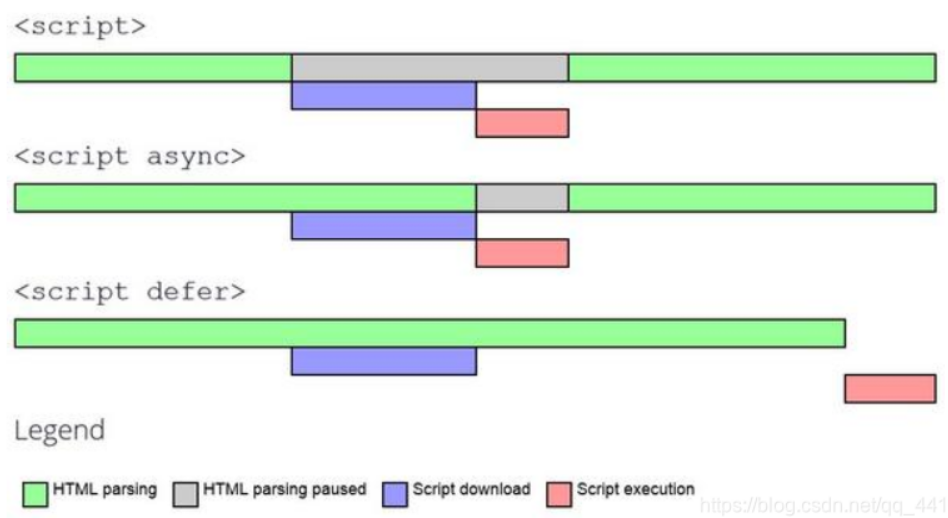 <script>
<script async>
<script defer>
Legend
HTML parsing HTML parsing paused Script download Script execution
https://blog.csdn.net/qq_441